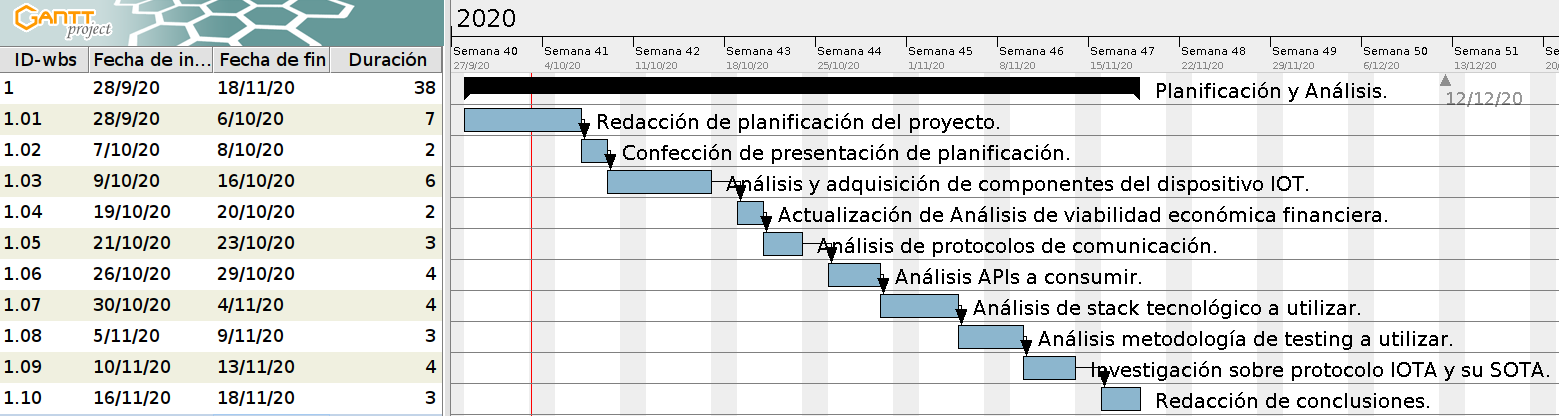 GANTT
project
2020
Semana 40 Semana 41 Semana 42 Semana 43 Semana 44 Semana 45 Semana 46 Semana 47 Semana 48 Semana 49 Semana 50 Semana 51 Se
27/9/20 4/10/20 11/10/20 18/10/20 25/10/20 1/11/20 8/11/20 15/11/20 22/11/20 29/11/20 6/12/20 13/12/20 20/
ID-wbs Fecha de in... Fecha de fin Duración
1 28/9/20 18/11/20 38 Planificación y Análisis.
12/12/20
1.01 28/9/20 6/10/20 7 Redacción de planificación del proyecto.
1.02 7/10/20 8/10/20 2 Confección de presentación de planificación.
1.03 9/10/20 16/10/20 6 Análisis y adquisición de componentes del dispositivo IOT.
1.04 19/10/20 20/10/20 2 Actualización de Análisis de viabilidad económica financiera.
1.05 21/10/20 23/10/20 3 Análisis de protocolos de comunicación.
1.06 26/10/20 29/10/20 4 Análisis APIs a consumir.
1.07 30/10/20 4/11/20 4 Análisis de stack tecnológico a utilizar.
1.08 5/11/20 9/11/20 3 Análisis metodología de testing a utilizar.
1.09 10/11/20 13/11/20 4 Investigación sobre protocolo IOTA y su SOTA.
1.10 16/11/20 18/11/20 3 Redacción de conclusiones.